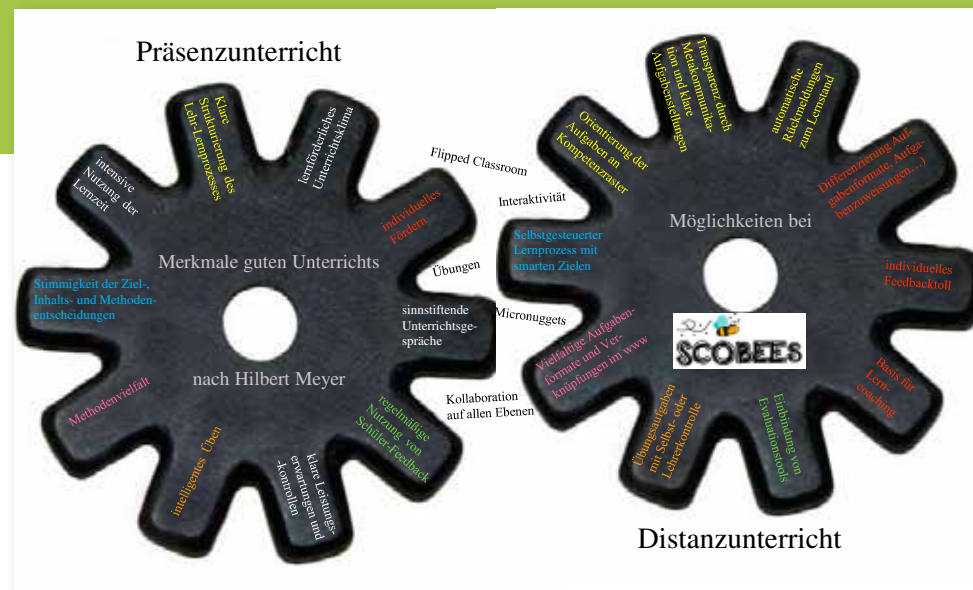 Präsenzunterricht
Klare
Strukturierung des
Lehr-Lernprozesses
lernförderliches
Unterrichtsklima
intensive
Nutzung der
Lernzeit
individuelles
Fördern
Merkmale guten Unterrichts
Stimmigkeit der Ziel-,
Inhalts- und Methoden-
entscheidungen
sinnstiftende
Unterrichtsge-
spräche
nach Hilbert Meyer
Methodenvielfalt
regelmäßige
Nutzung von
Schüler-Feedback
intelligentes Üben
klare Leistungs-
erwartungen und
-kontrollen
Flipped Classroom
Interaktivität
Übungen
Micronuggets
Kollaboration
auf allen Ebenen
Transparenz durch
Metakommunika-
tion und klare
Aufgabenstellungen
automatische
Rückmeldungen
zum Lernstand
Orientierung der
Aufgaben an
Kompetenzraster
Differenzierung Auf-
gabenformate, Aufga-
benzuweisungen,...)
Möglichkeiten bei
Selbstgesteuerter
Lernprozess mit
smarten Zielen
individuelles
Feedbacktoll
SCOBEES
Vielfältige Aufgaben-
formate und Ver-
knüpfungen im www
Basis für
Lern-
coaching
Übungsaufgaben
mit Selbst- oder
Lehrerkontrolle
Einbindung von
Evaluationstools
Distanzunterricht